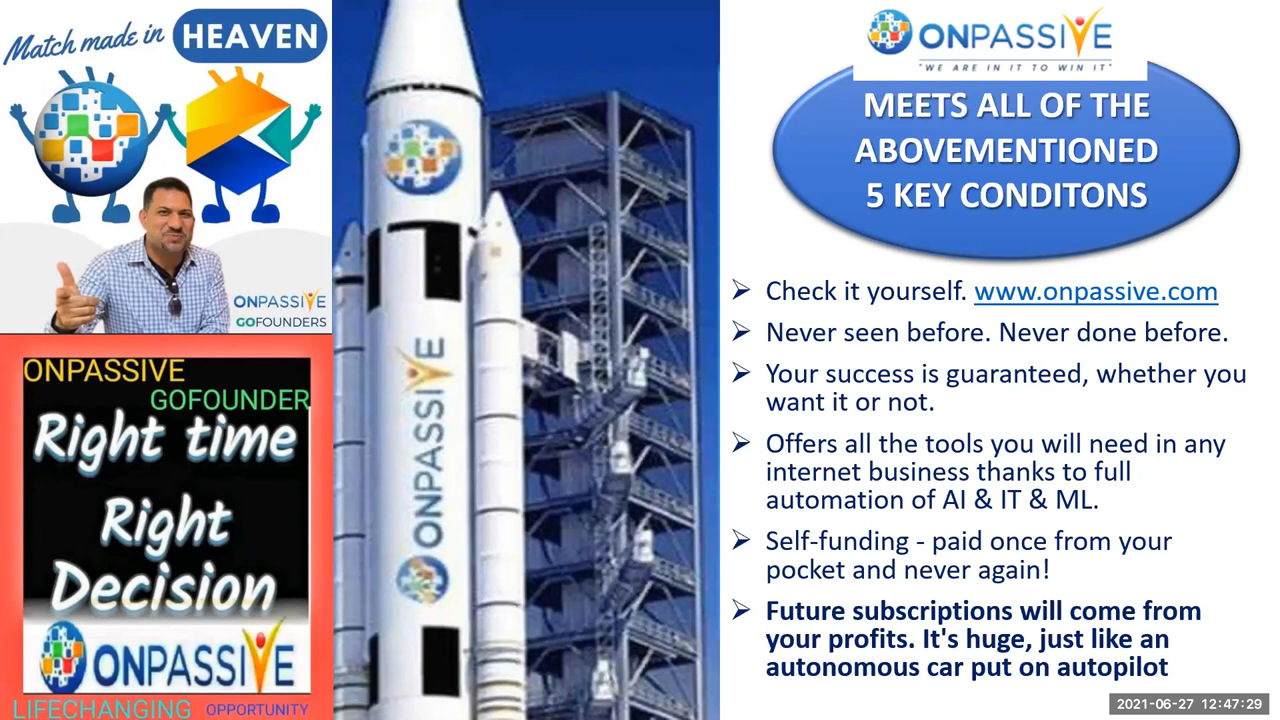 Match made in HEAVEN
ONPASSIVE
GOFOUNDERS
ONPASSIVE
GOFOUNDER
Right time
Right
Decision
ONPASSIVE
LIFECHANGING OPPORTUNITY
ONPASSIVE
ONPASSIVE
"WE ARE IN IT TO WIN IT"
MEETS ALL OF THE
ABOVEMENTIONED
5 KEY CONDITONS
Check it yourself. www.onpassive.com
Never seen before. Never done before.
Your success is guaranteed, whether you
want it or not.
Offers all the tools you will need in any
internet business thanks to full
automation of AI & IT & ML.
Self-funding - paid once from your
pocket and never again!
Future subscriptions will come from
your profits. It's huge, just like an
autonomous car put on autopilot
2021-06-27 12:47:29